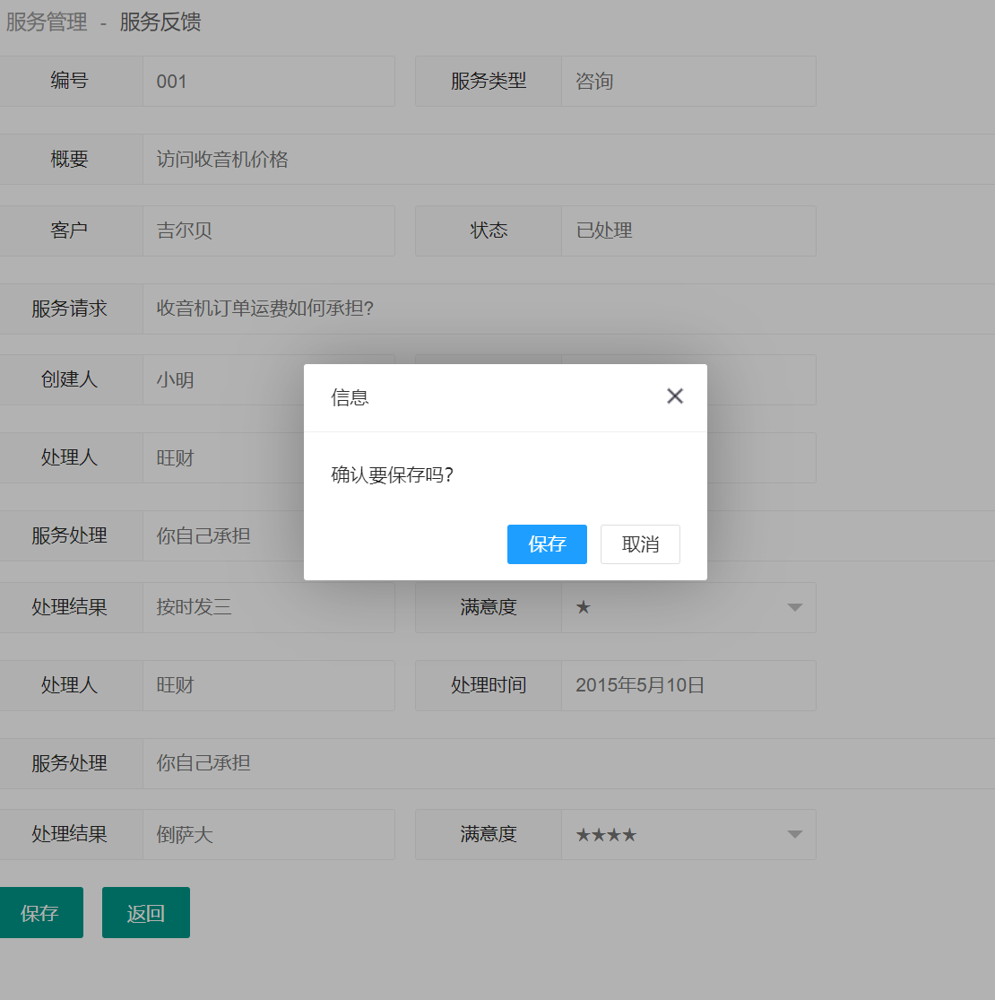 服务管理 - 服务反馈
编号 001 服务类型 咨询
概要 访问收音机价格
客户 吉尔贝 状态 已处理
服务请求 收音机订单运费如何承担?
创建人 小明
信息
处理人 旺财
确认要保存吗?
服务处理 你自己承担
保存 取消
处理结果 按时发三 满意度 ★
处理人 旺财 处理时间 2015年5月10日
服务处理 你自己承担
处理结果 倒萨大 满意度 ★★★★
保存 返回